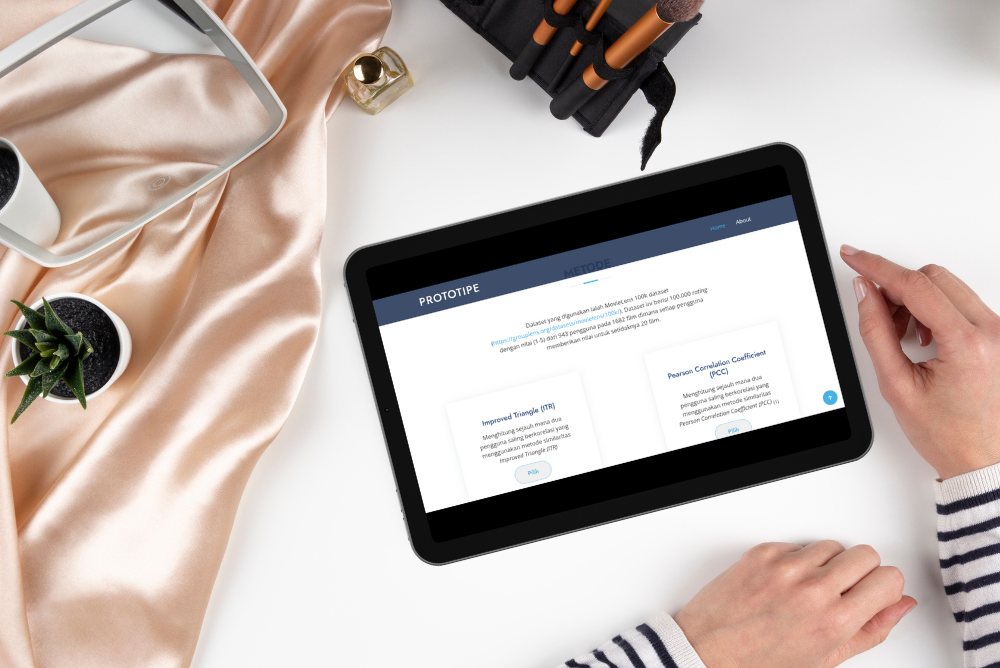 Home About
PROTOTIPE
METODE
Dataset yang digunakan ialah MovieLens 100k dataset
(https://grouplens.org/datasets/movielens/100k/). Dataset ini berisi 100.000 rating
dengan nilai (1-5) dari 943 pengguna pada 1682 film dimana setiap pengguna
memberikan nilai untuk setidaknya 20 film.
Improved Triangle (ITR)
Menghitung sejauh mana dua
pengguna saling berkorelasi yang
menggunakan metode similaritas
Improved Triangle (ITR)
Pilih
Pearson Correlation Coefficient
(PCC)
Menghitung sejauh mana dua
pengguna saling berkorelasi yang
menggunakan metode similaritas
Pearson Correlation Coefficient (PCC) [1]
Pilih